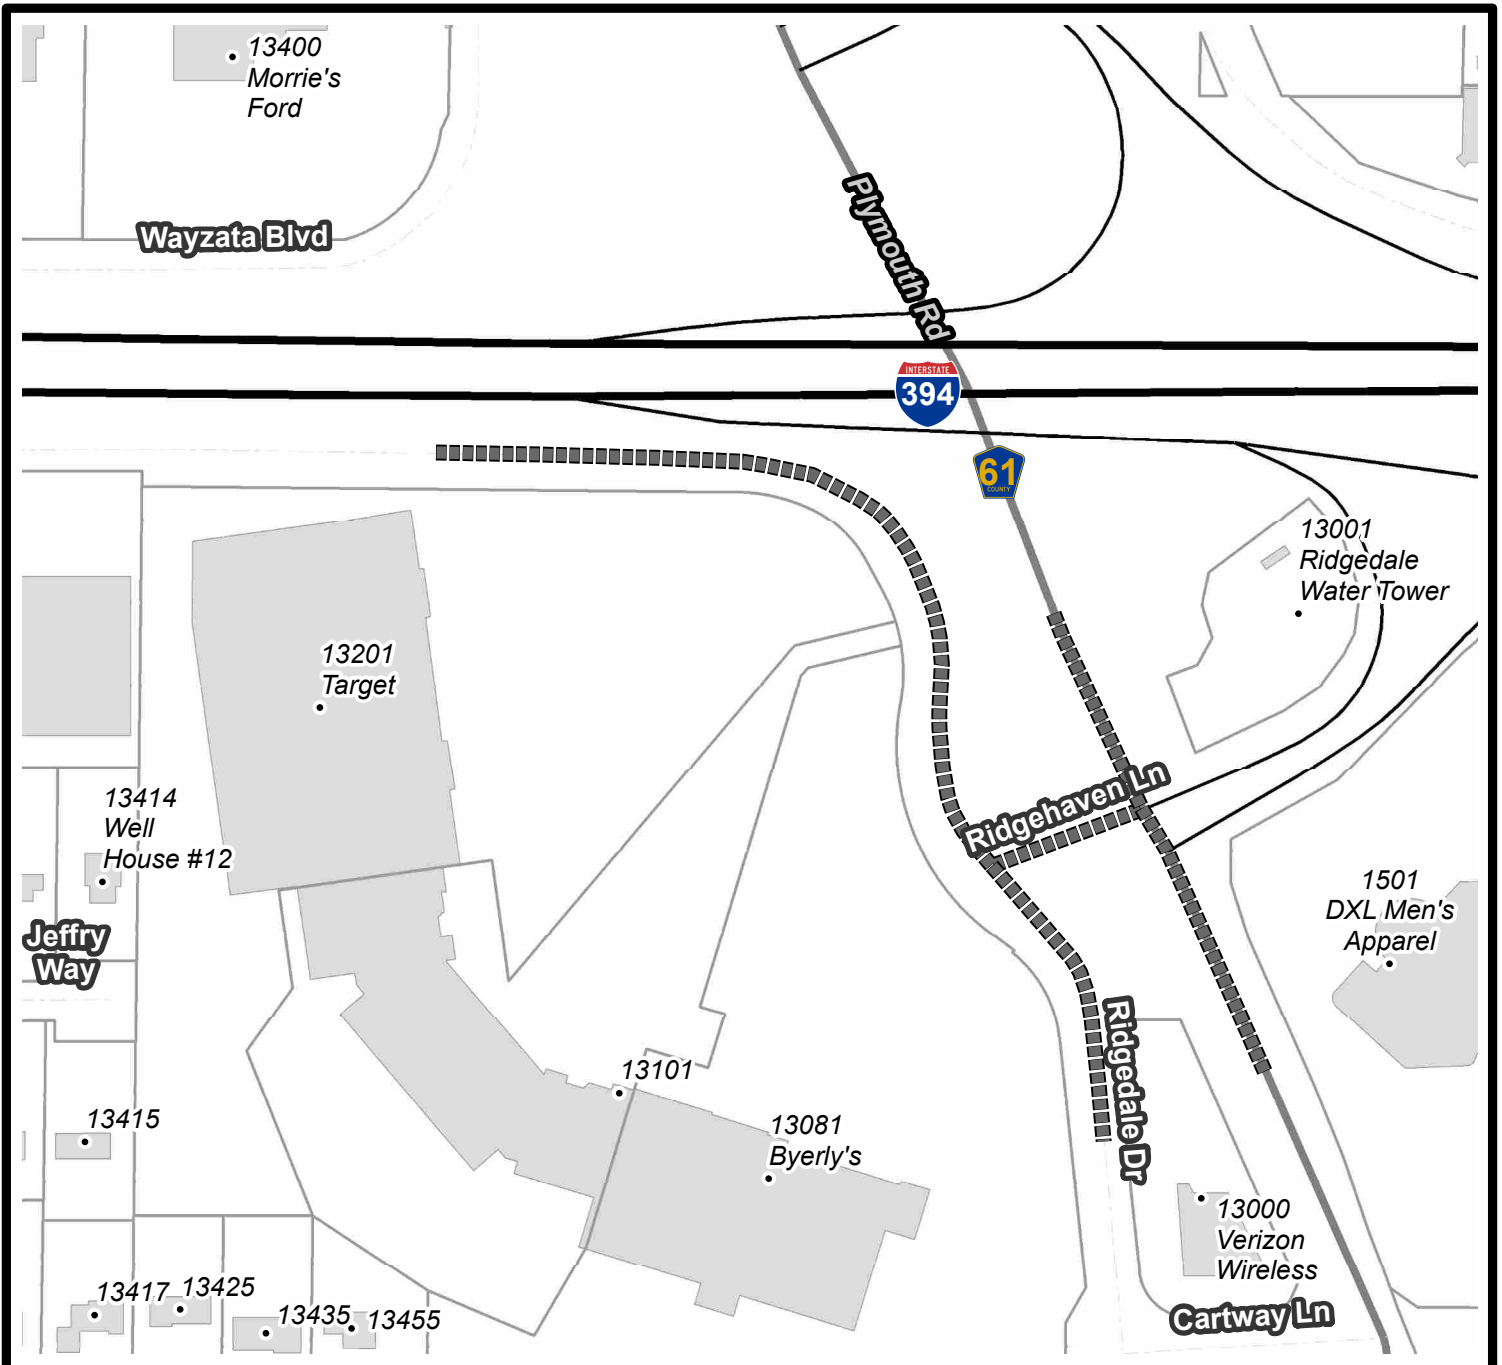 13400
Morrie's
Ford
Wayzata Blvd
Plymouth Rd
INTERSTATE
394
61
COUNTY
13001
Ridgedale
Water Tower
13201
Target
13414
Well
House #12
Ridgehaven Ln
1501
DXL Men's
Apparel
Jeffry
Way
Ridgedale Dr
13101
13415
13081
Byerly's
13000
Verizon
Wireless
13417
13425
13435
13455
Cartway Ln